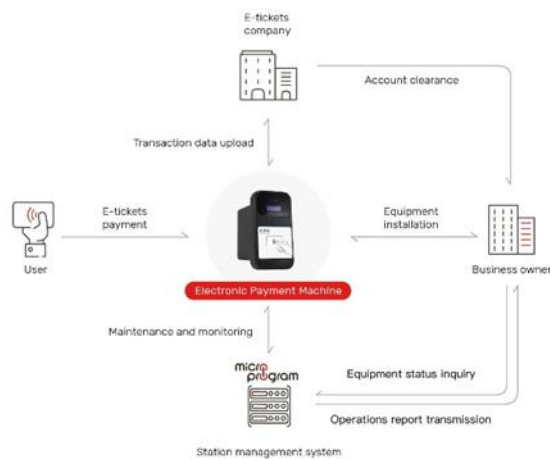 E-tickets
company
Account clearance
Transaction data upload
E-tickets
payment
Equipment
installation
User
Business owner
Electronic Payment Machine
Maintenance and monitoring
micro
program
Equipment status inquiry
Operations report transmission
Station management system